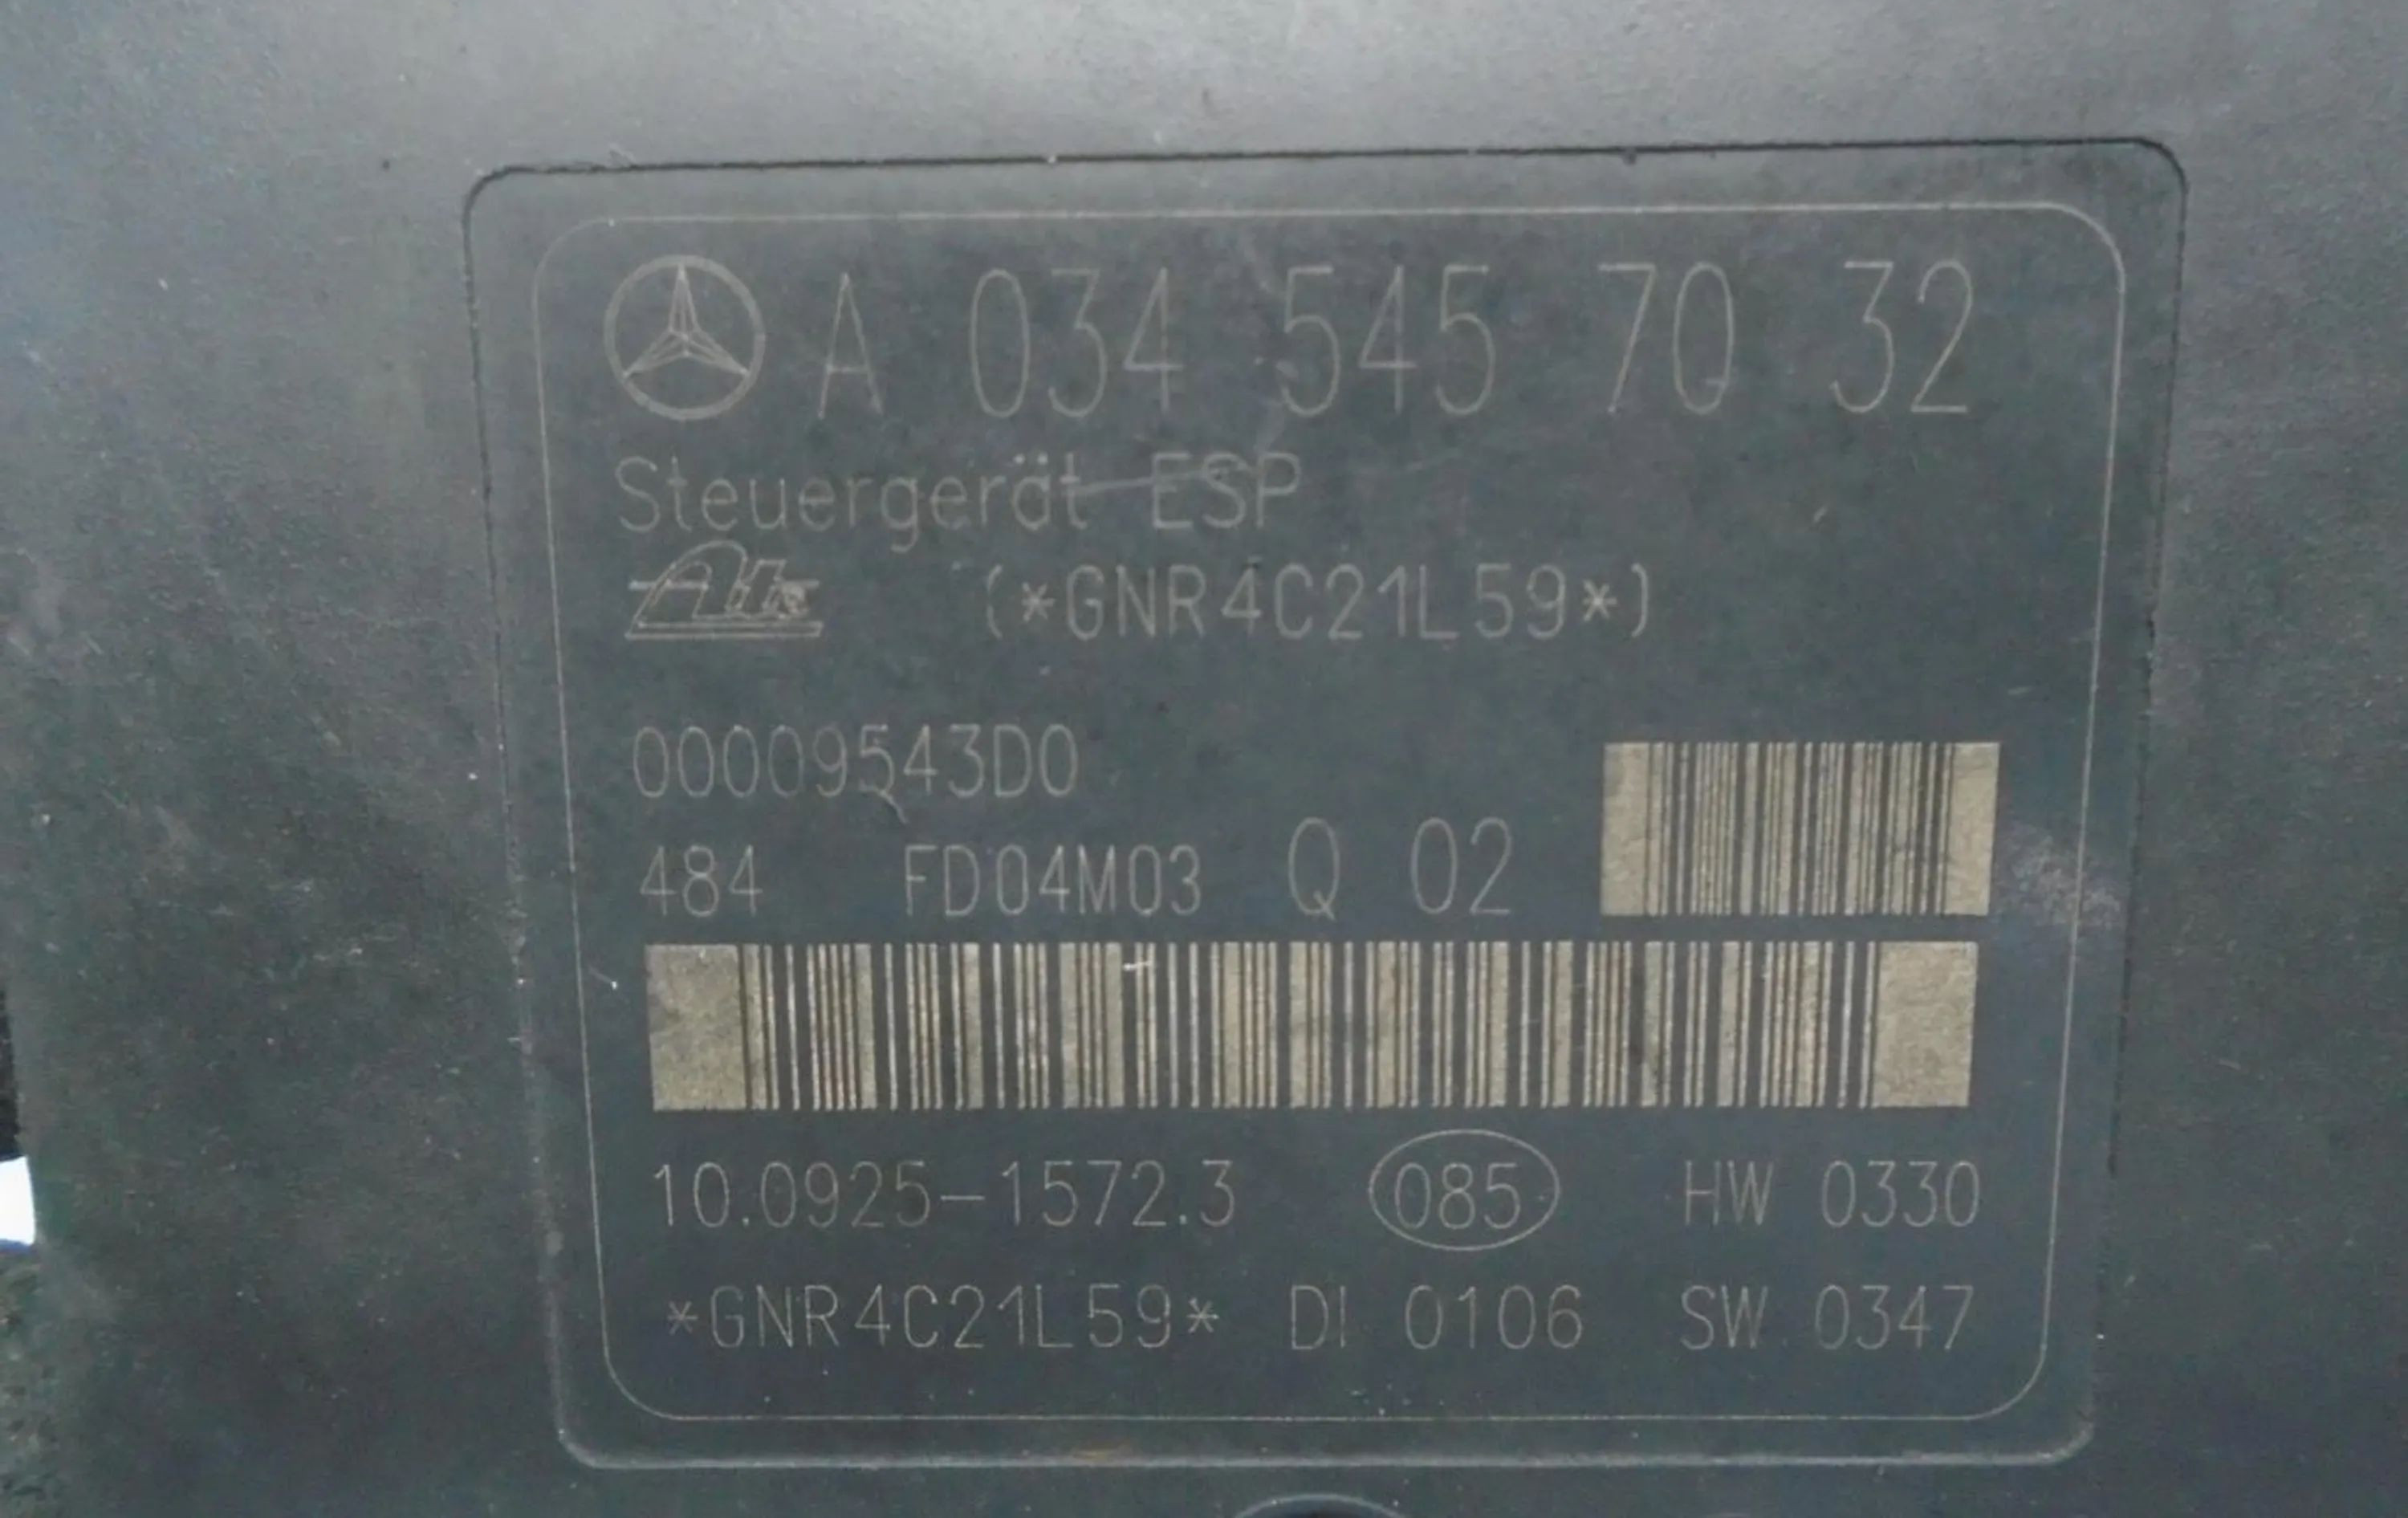 A 034 545 70 32
Steuergerät ESP
Ate (*GNR4C21L59*)
00009543D0
484 FD04M03 Q 02
10.0925-1572.3 085 HW 0330
*GNR4C21L59* DI 0106 SW 0347